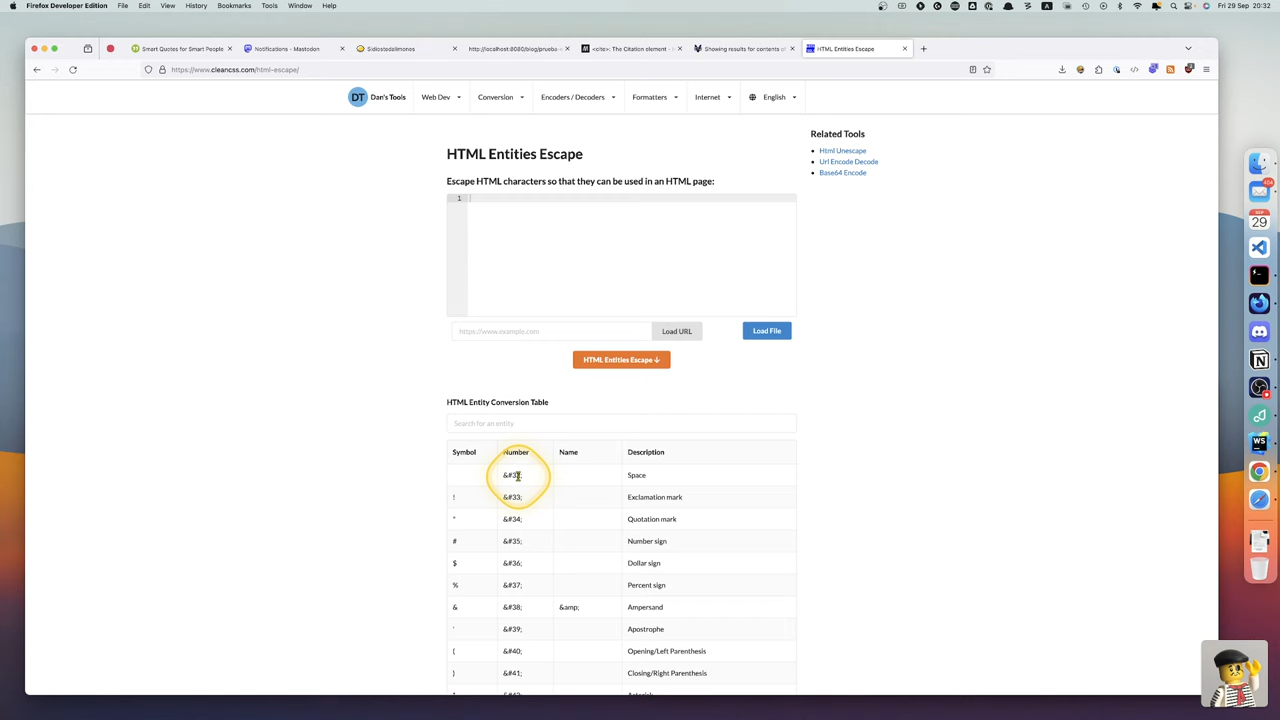 Firefox Developer Edition File Edit View History Bookmarks Tools Window Help Fri 29 Sep 20:32
Smart Quotes for Smart People Notifications - Mastodon Sidiostedalimones http://localhost:8080/blog/prueba- <cite>: The Citation element - Showing results for contents of HTML Entities Escape
https://www.cleancss.com/html-escape/
DT Dan's Tools Web Dev Conversion Encoders / Decoders Formatters Internet English
Related Tools
Html Unescape
Url Encode Decode
Base64 Encode
HTML Entities Escape
Escape HTML characters so that they can be used in an HTML page:
1
https://www.example.com Load URL Load File
HTML Entities Escape ↓
HTML Entity Conversion Table
Search for an entity
Symbol Number Name Description
Space
! &#33; Exclamation mark
" &#34; Quotation mark
# &#35; Number sign
$ &#36; Dollar sign
% &#37; Percent sign
& &#38; &amp; Ampersand
' &#39; Apostrophe
( &#40; Opening/Left Parenthesis
) &#41; Closing/Right Parenthesis
404
SEP
29
WS